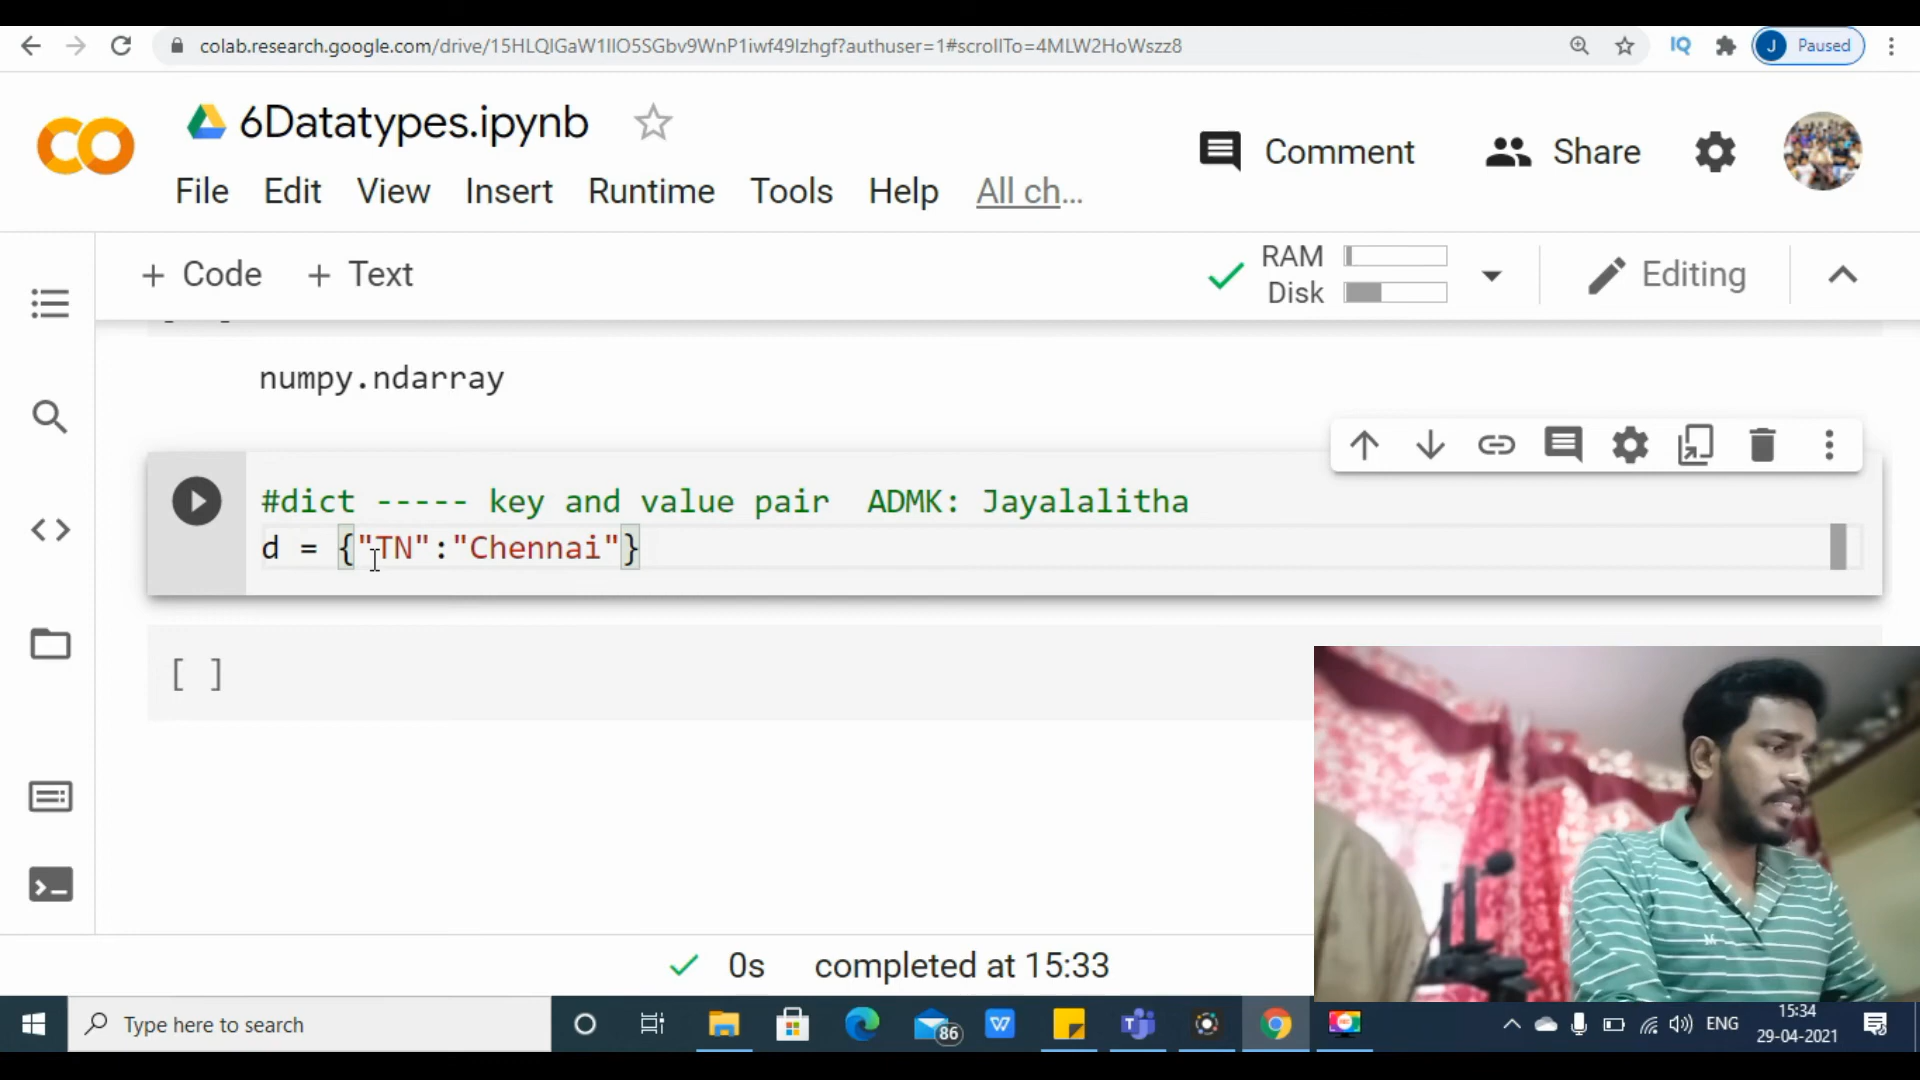 colab.research.google.com/drive/15HLQlGaW1IlO5SGbv9WnP1iwf49lzhgf?authuser=1#scrollTo=4MLW2HoWszz8
IQ
J Paused
6Datatypes.ipynb
Comment
Share
File Edit View Insert Runtime Tools Help All ch...
+ Code + Text
RAM
Disk
Editing
numpy.ndarray
#dict ----- key and value pair  ADMK: Jayalalitha
d = {"TN":"Chennai"}
[ ]
0s completed at 15:33
Type here to search
86
ENG
15:34
29-04-2021